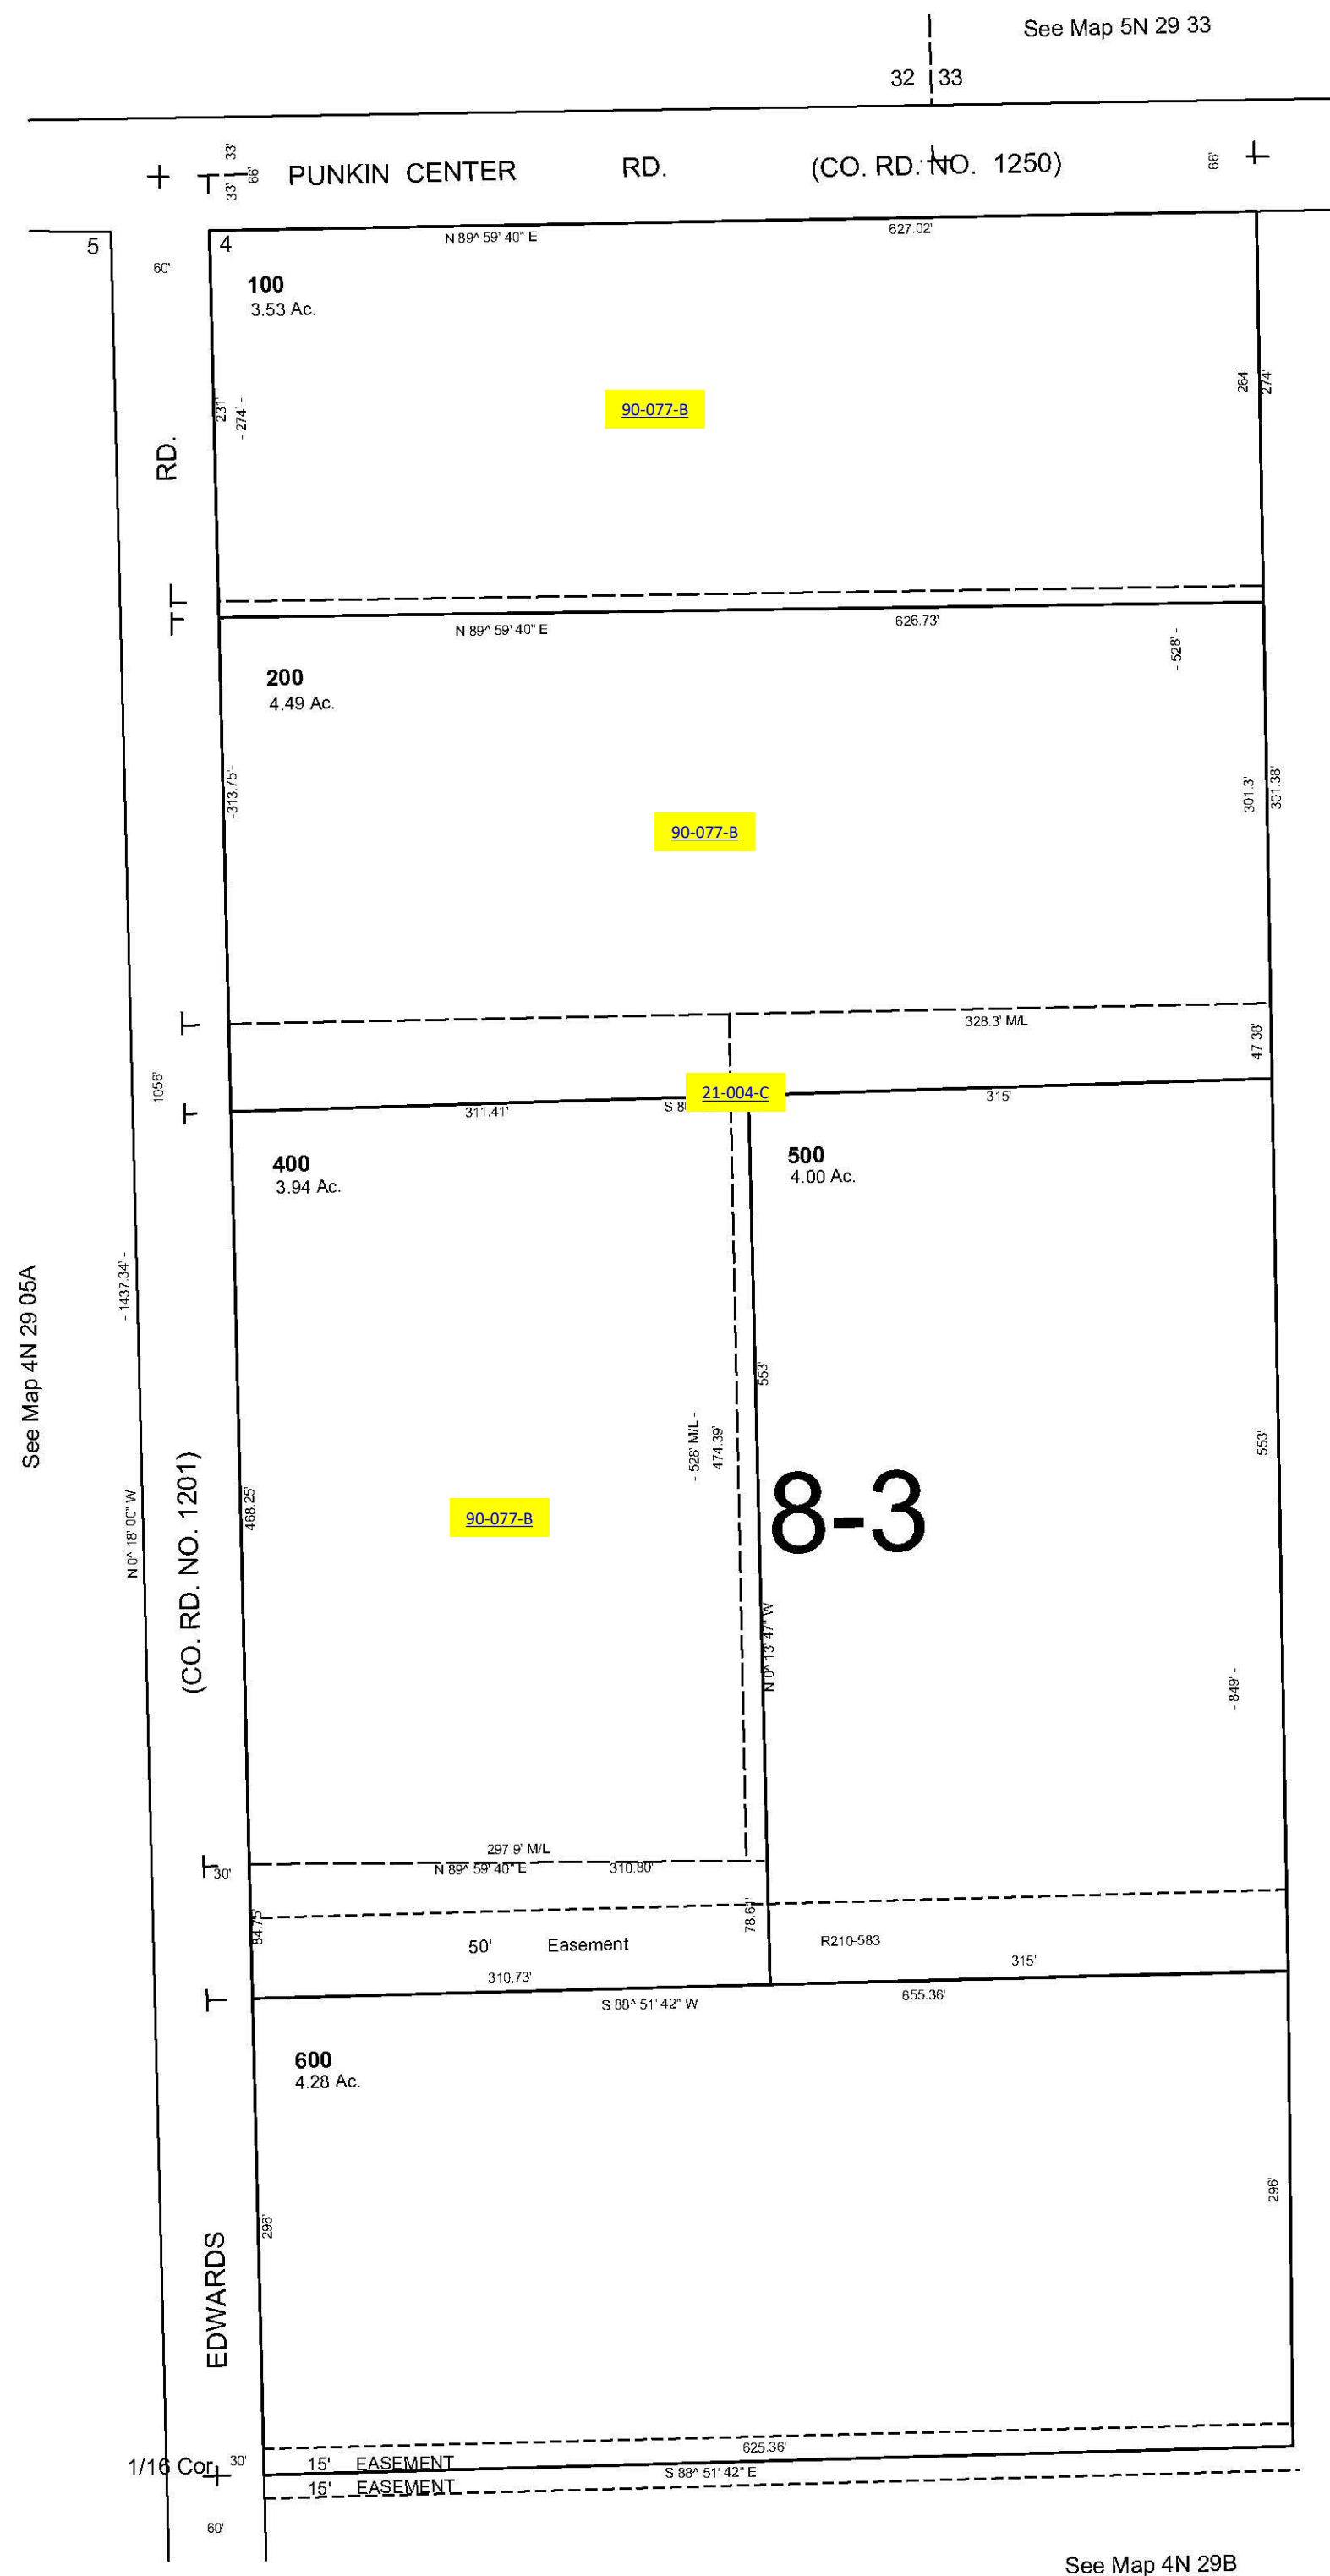 See Map 5N 29 33
32 33
33'
33'
66'
PUNKIN CENTER RD. (CO. RD. NO. 1250)
66'
5
4
60'
N 89^ 59' 40" E
627.02'
100
3.53 Ac.
231'
- 274' -
264'
274'
90-077-B
RD.
N 89^ 59' 40" E
626.73'
- 528' -
200
4.49 Ac.
-313.75'-
301.3'
301.38'
90-077-B
328.3' M/L
47.38'
1056'
21-004-C
311.41'
315'
400
3.94 Ac.
500
4.00 Ac.
See Map 4N 29 05A
- 1437.34' -
553'
- 528' M/L -
474.39'
553'
8-3
N 0^ 18' 00" W
(CO. RD. NO. 1201)
468.25'
90-077-B
N 0^ 13' 47" W
- 849' -
297.9' M/L
30'
N 89^ 59' 40" E
310.80'
84.75'
78.61'
50' Easement
R210-583
310.73'
315'
S 88^ 51' 42" W
655.36'
600
4.28 Ac.
296'
296'
EDWARDS
625.36'
1/16 Cor.
30'
15' EASEMENT
S 88^ 51' 42" E
15' EASEMENT
60'
See Map 4N 29B